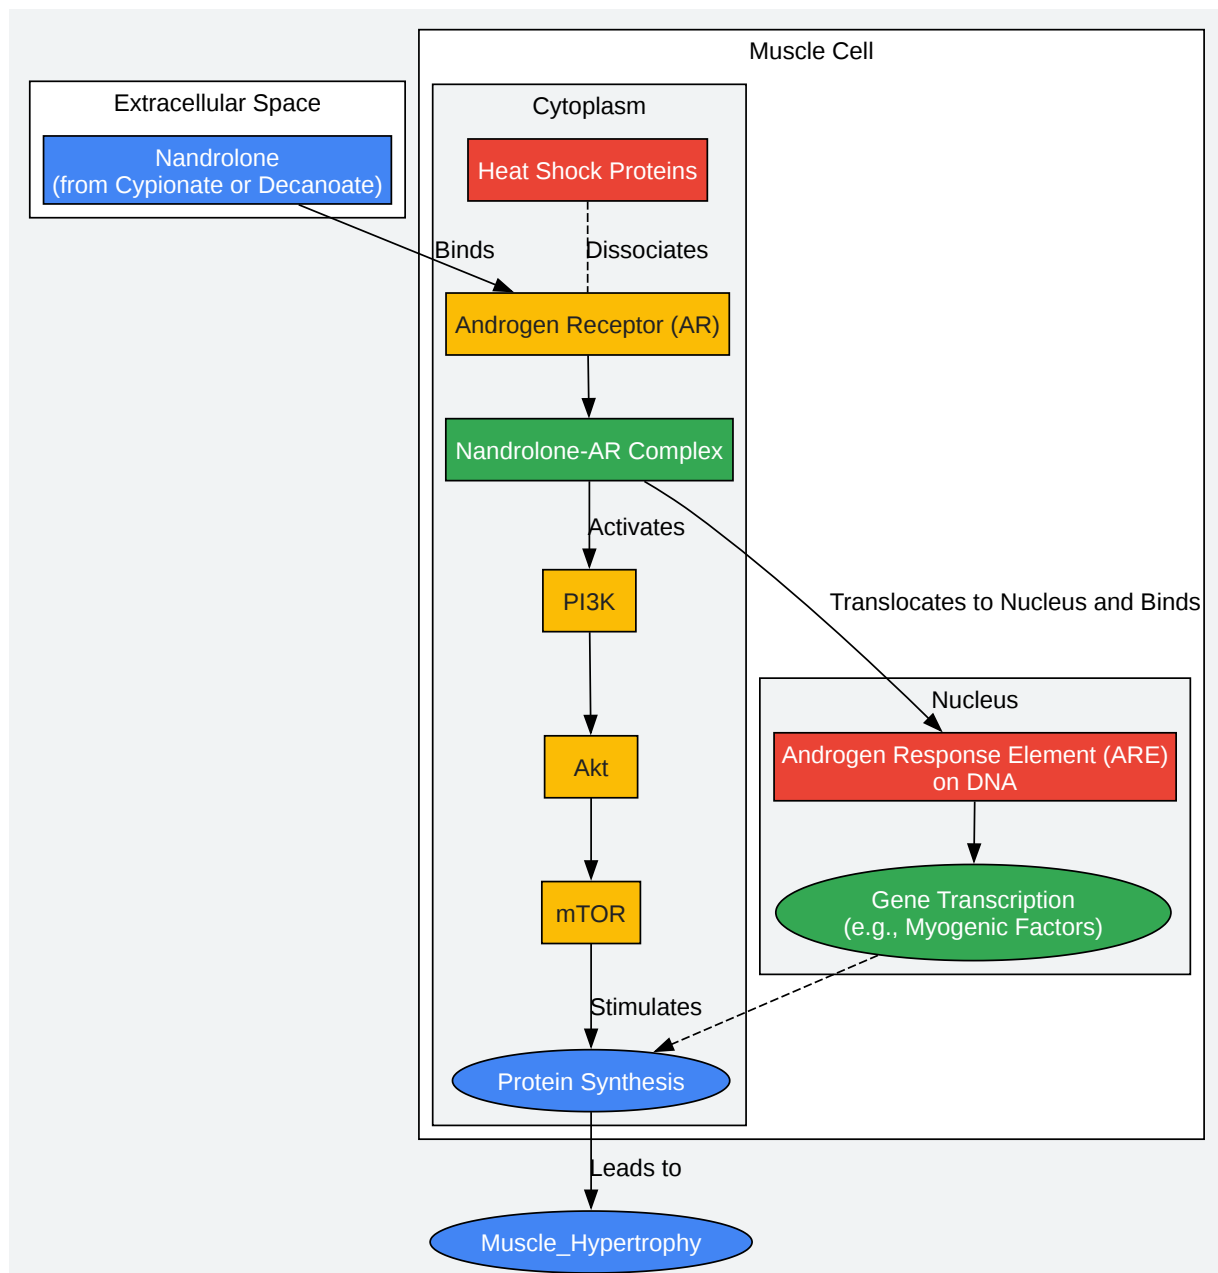 Muscle Cell
Extracellular Space
Cytoplasm
Nandrolone
(from Cypionate or Decanoate)
Heat Shock Proteins
Binds
Dissociates
Androgen Receptor (AR)
Nandrolone-AR Complex
Activates
PI3K
Translocates to Nucleus and Binds
Nucleus
Akt
Androgen Response Element (ARE)
on DNA
mTOR
Gene Transcription
(e.g., Myogenic Factors)
Stimulates
Protein Synthesis
Leads to
Muscle_Hypertrophy